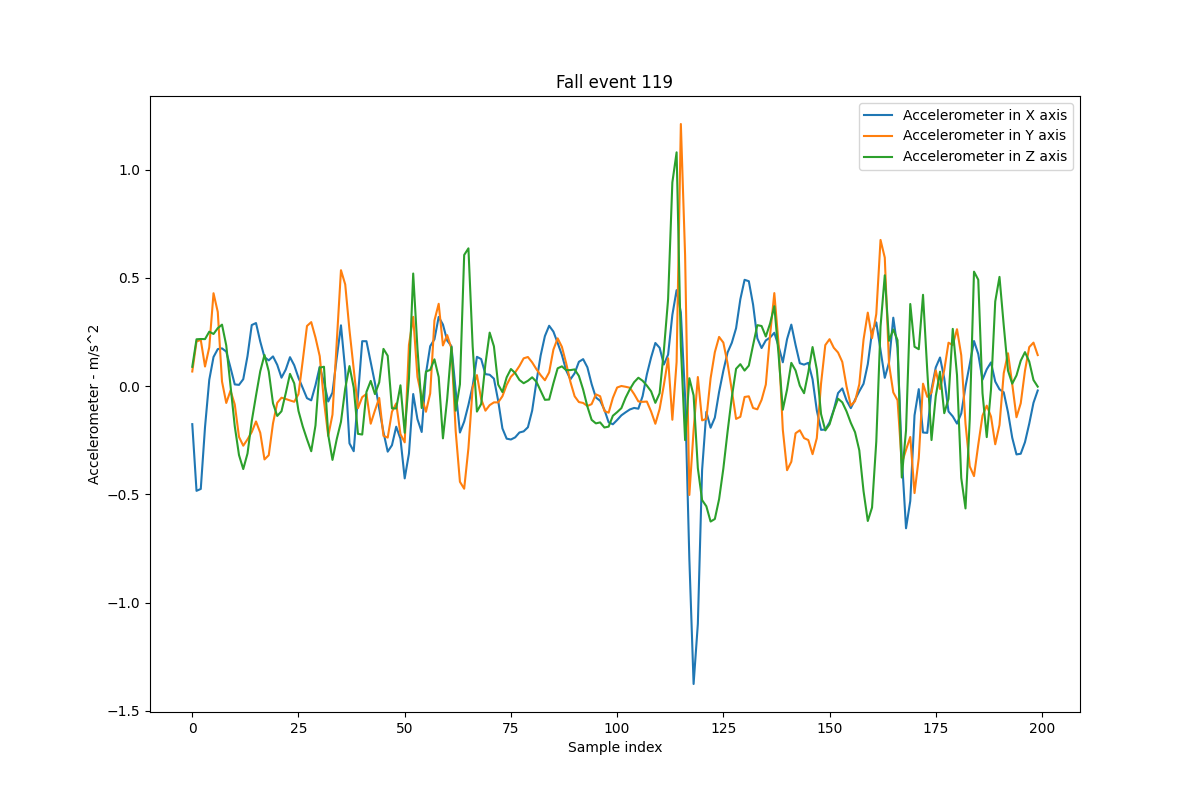 Fall event 119
Accelerometer in X axis
Accelerometer in Y axis
Accelerometer in Z axis
Accelerometer - m/s^2
1.0
0.5
0.0
−0.5
−1.0
−1.5
0 25 50 75 100 125 150 175 200
Sample index